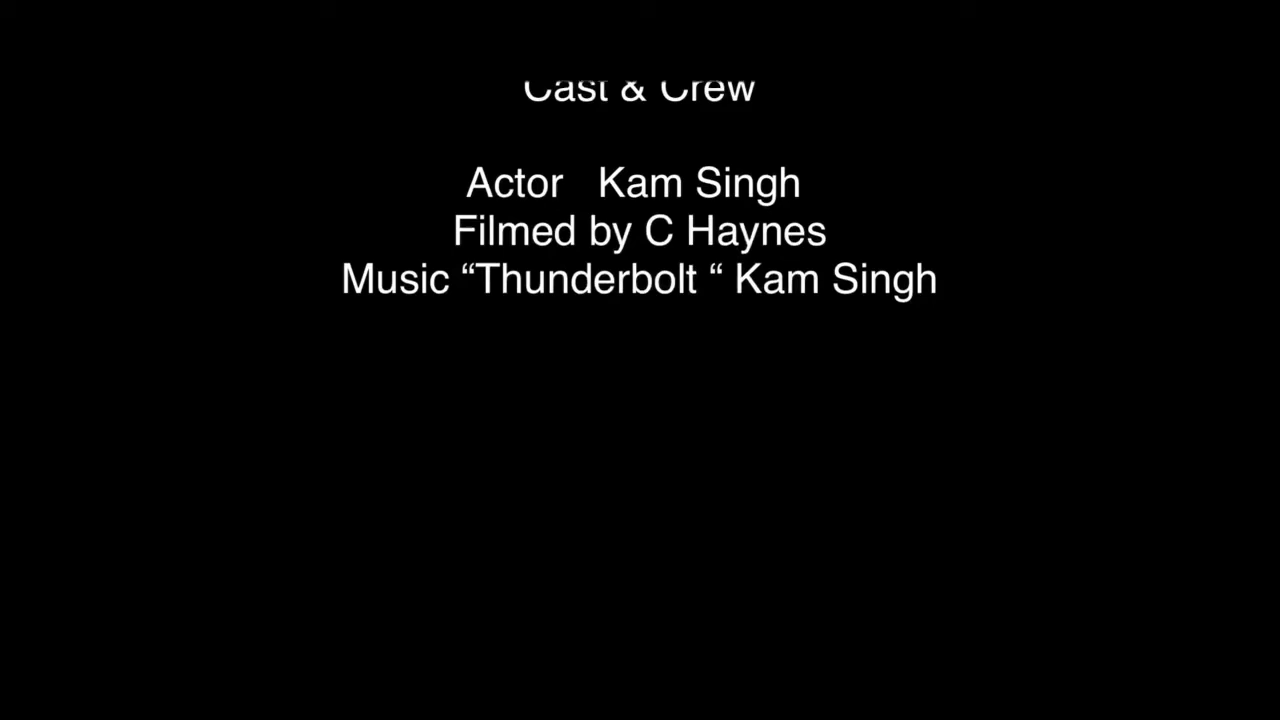 Cast & Crew
Actor Kam Singh
Filmed by C Haynes
Music “Thunderbolt “ Kam Singh